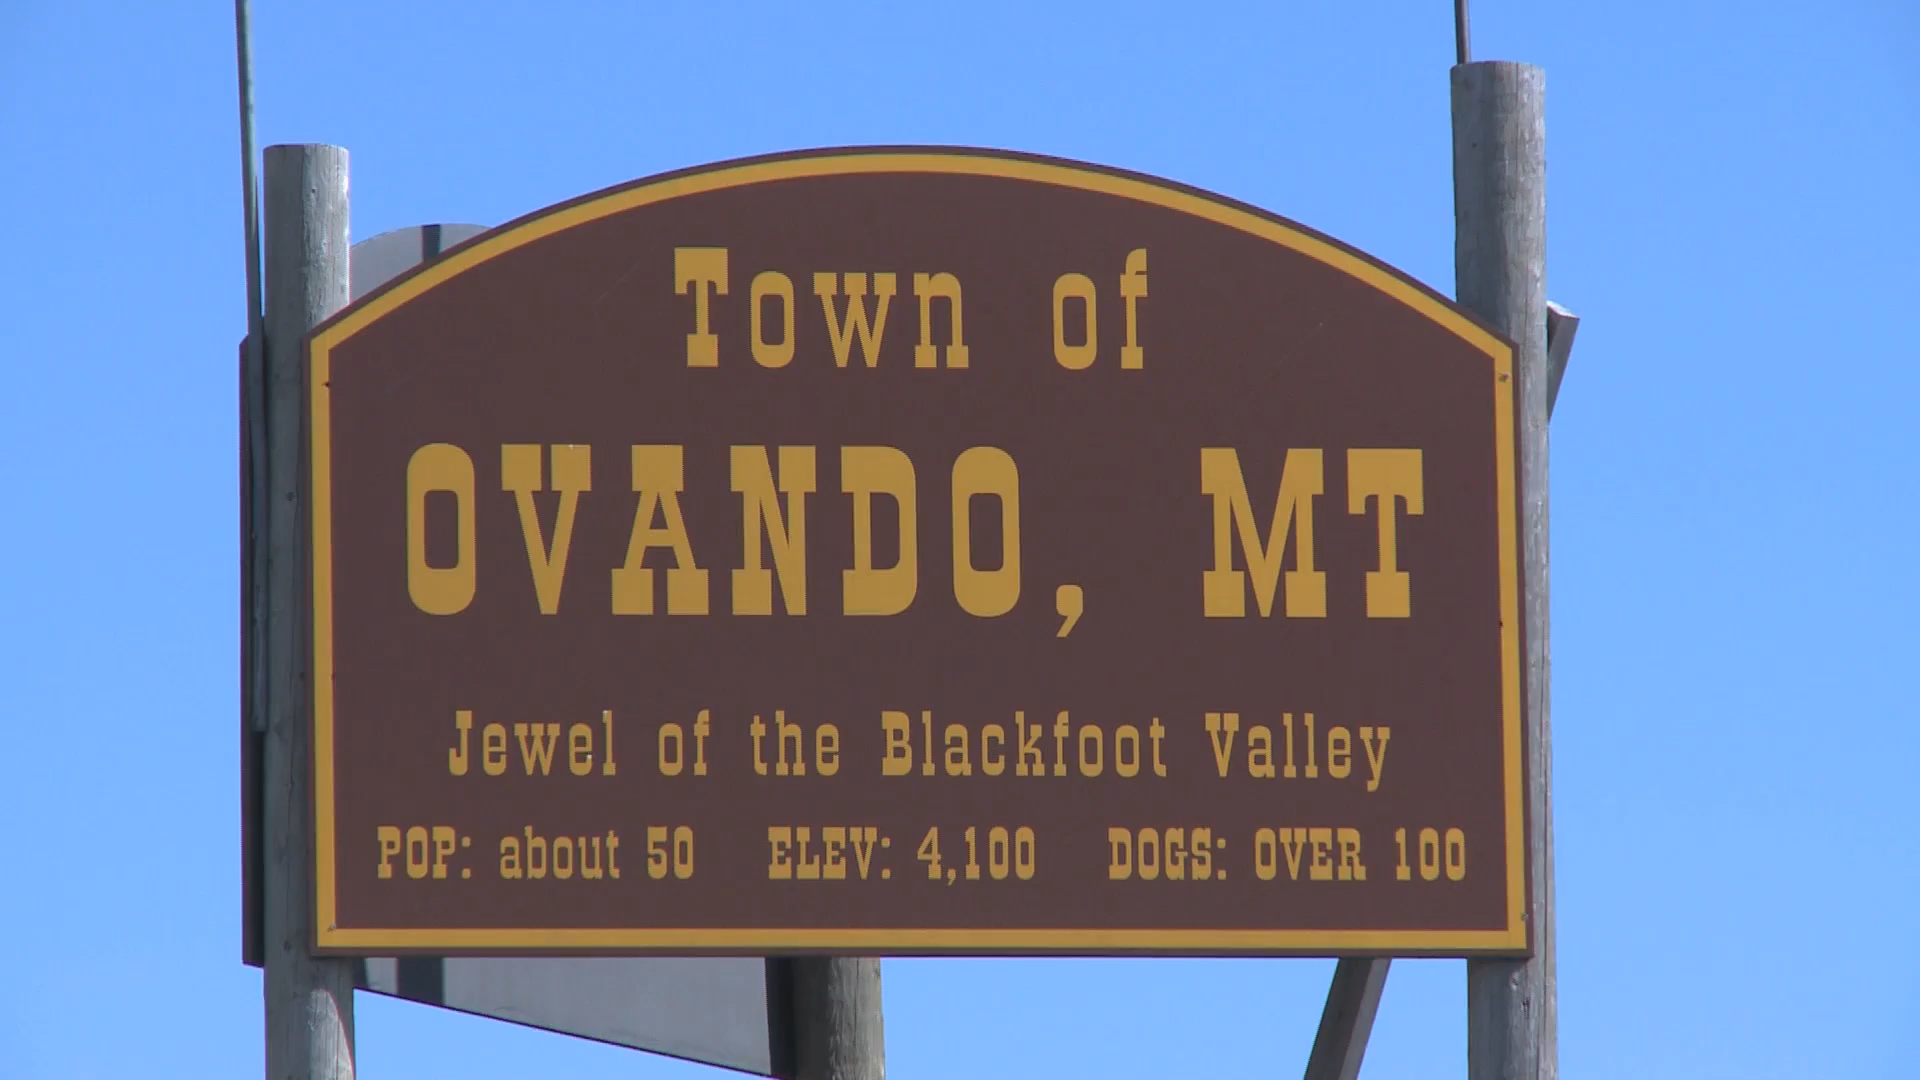 Town of
OVANDO, MT
Jewel of the Blackfoot Valley
POP: about 50 ELEV: 4,100 DOGS: OVER 100